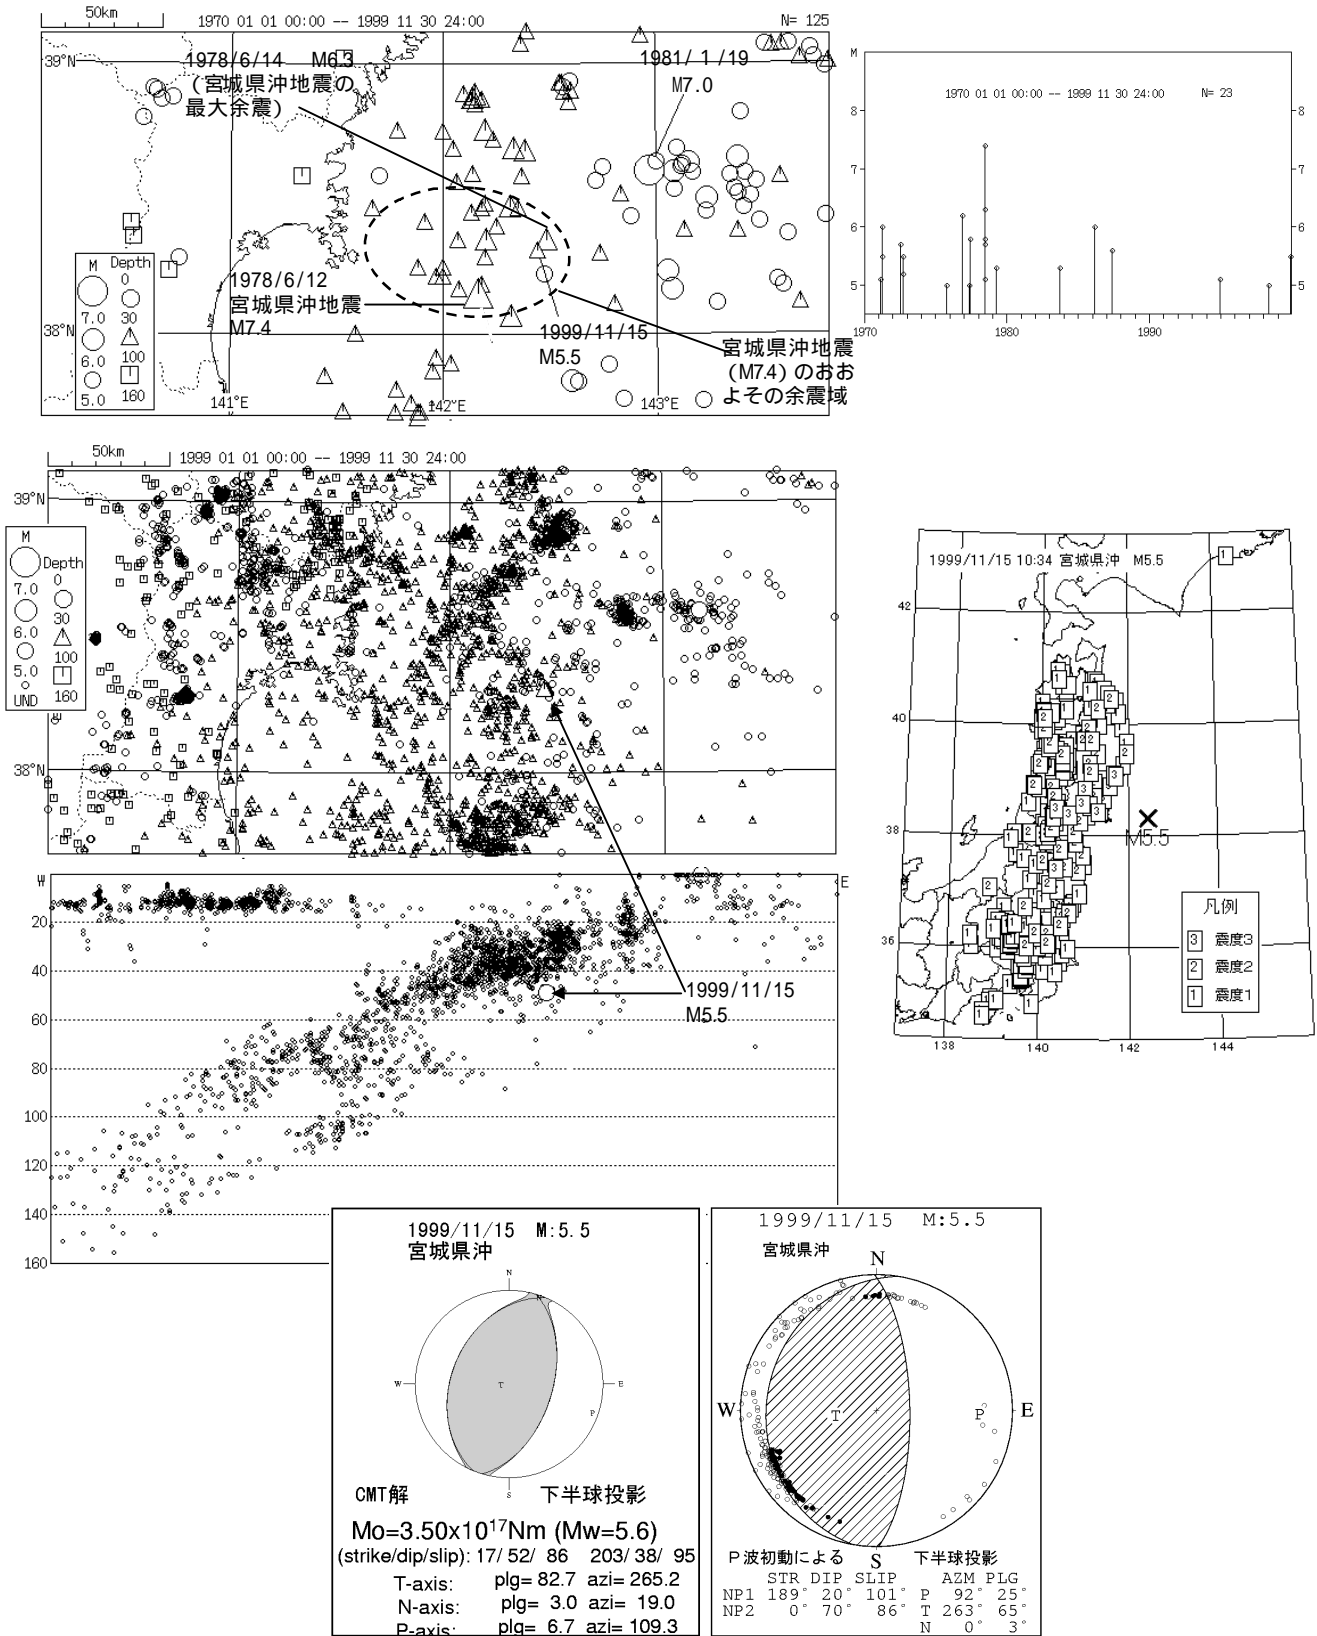 50km
1970 01 01 00:00 -- 1999 11 30 24:00
N= 125
39°N
1978/6/14 M6.3
(宮城県沖地震の
最大余震)
1981/ 1 /19
M7.0
M Depth
0
7.0 30
6.0 100
5.0 160
1978/6/12
宮城県沖地震
M7.4
38°N
1999/11/15
M5.5
宮城県沖地震
(M7.4) のおお
よその余震域
141°E 142°E 143°E
M
1970 01 01 00:00 -- 1999 11 30 24:00 N= 23
8 8
7 7
6 6
5 5
1970 1980 1990
50km
1999 01 01 00:00 -- 1999 11 30 24:00
39°N
M
Depth
0
7.0
30
6.0
100
5.0
160
UND
38°N
W E
20
40
60
80
100
120
140
160
1999/11/15
M5.5
1999/11/15 10:34 宮城県沖 M5.5
42
40
38
36
138 140 142 144
M5.5
凡例
3 震度3
2 震度2
1 震度1
1999/11/15 M:5.5
宮城県沖
N
W T E
P
S
CMT解 下半球投影
Mo=3.50x10¹⁷Nm (Mw=5.6)
(strike/dip/slip): 17/ 52/ 86 203/ 38/ 95
T-axis: plg= 82.7 azi= 265.2
N-axis: plg= 3.0 azi= 19.0
P-axis: plg= 6.7 azi= 109.3
1999/11/15 M:5.5
宮城県沖
N
W T P E
S
P波初動による 下半球投影
STR DIP SLIP AZM PLG
NP1 189° 20° 101° P 92° 25°
NP2 0° 70° 86° T 263° 65°
N 0° 3°